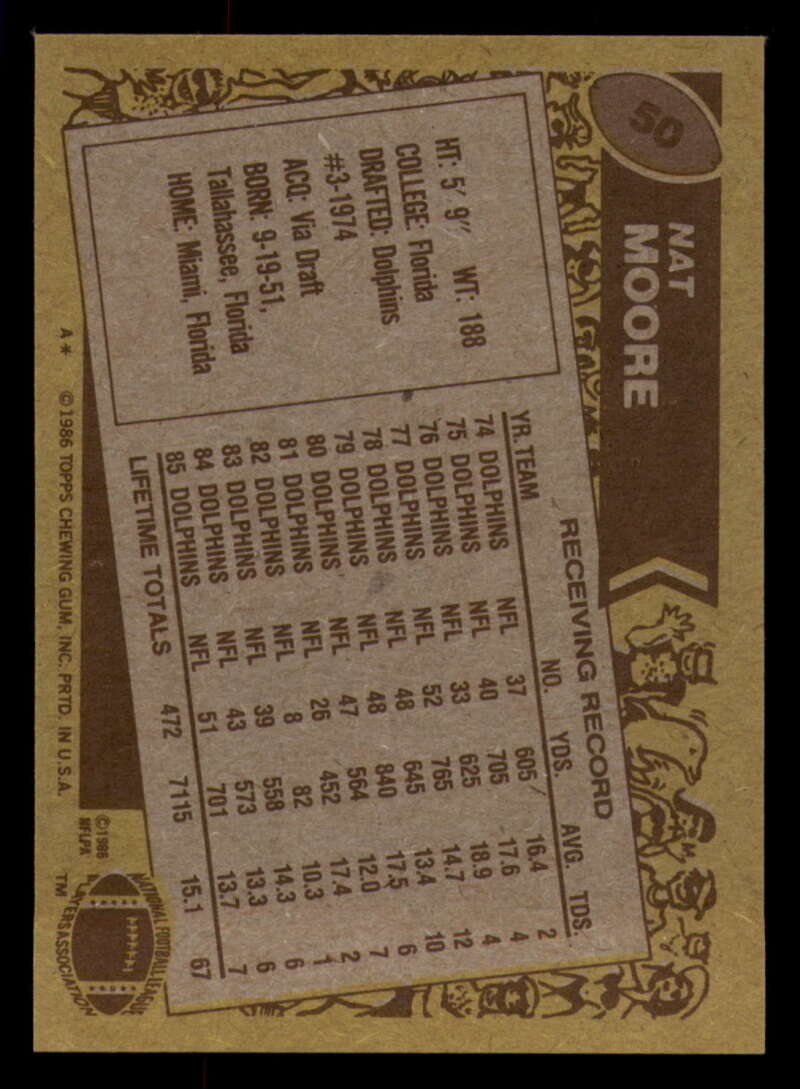 50
NAT
MOORE
HT: 5' 9" WT: 188
COLLEGE: Florida
DRAFTED: Dolphins
#3-1974
ACQ: Via Draft
BORN: 9-19-51,
Tallahassee, Florida
HOME: Miami, Florida
RECEIVING RECORD
YR. TEAM NO. YDS. AVG. TDS.
74 DOLPHINS NFL 37 605 16.4 2
75 DOLPHINS NFL 40 705 17.6 4
76 DOLPHINS NFL 33 625 18.9 4
77 DOLPHINS NFL 52 765 14.7 12
78 DOLPHINS NFL 48 645 13.4 10
79 DOLPHINS NFL 48 840 17.5 6
80 DOLPHINS NFL 47 564 12.0 7
81 DOLPHINS NFL 26 452 17.4 2
82 DOLPHINS NFL 8 82 10.3 1
83 DOLPHINS NFL 39 558 14.3 6
84 DOLPHINS NFL 43 573 13.3 6
85 DOLPHINS NFL 51 701 13.7 7
LIFETIME TOTALS 472 7115 15.1 67
A* ©1986 TOPPS CHEWING GUM, INC. PRTD. IN U.S.A.
©1986
NFLPA
NATIONAL FOOTBALL LEAGUE
PLAYERS ASSOCIATION
TM